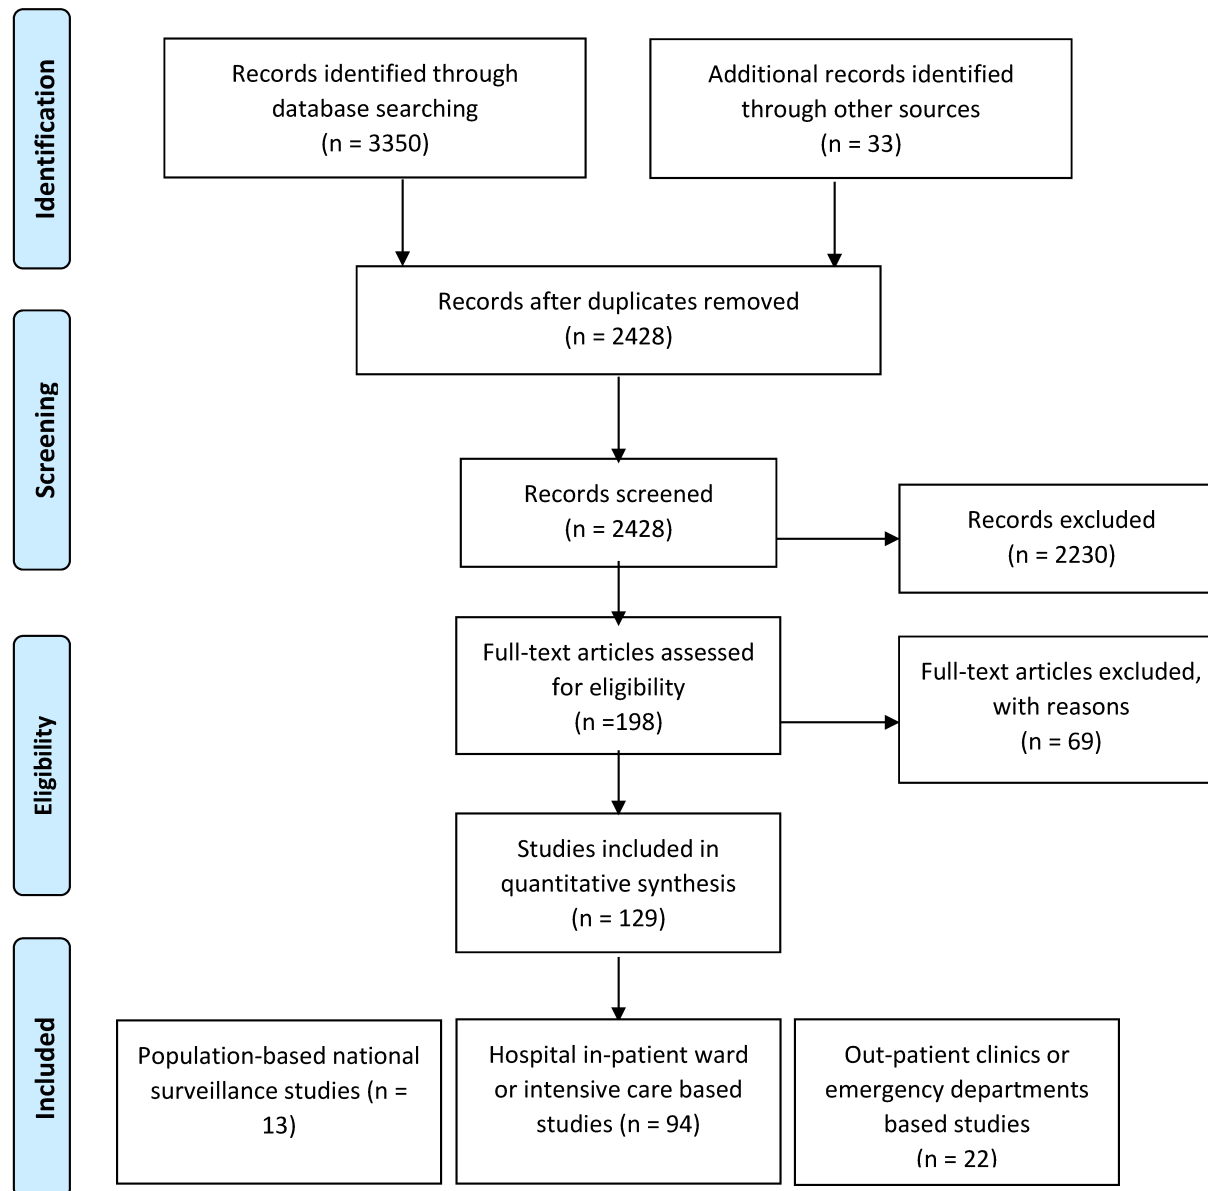 Identification
Records identified through
database searching
(n = 3350)
Additional records identified
through other sources
(n = 33)
Records after duplicates removed
(n = 2428)
Screening
Records screened
(n = 2428)
Records excluded
(n = 2230)
Full-text articles assessed
for eligibility
(n =198)
Full-text articles excluded,
with reasons
(n = 69)
Eligibility
Studies included in
quantitative synthesis
(n = 129)
Included
Population-based national
surveillance studies (n =
13)
Hospital in-patient ward
or intensive care based
studies (n = 94)
Out-patient clinics or
emergency departments
based studies
(n = 22)